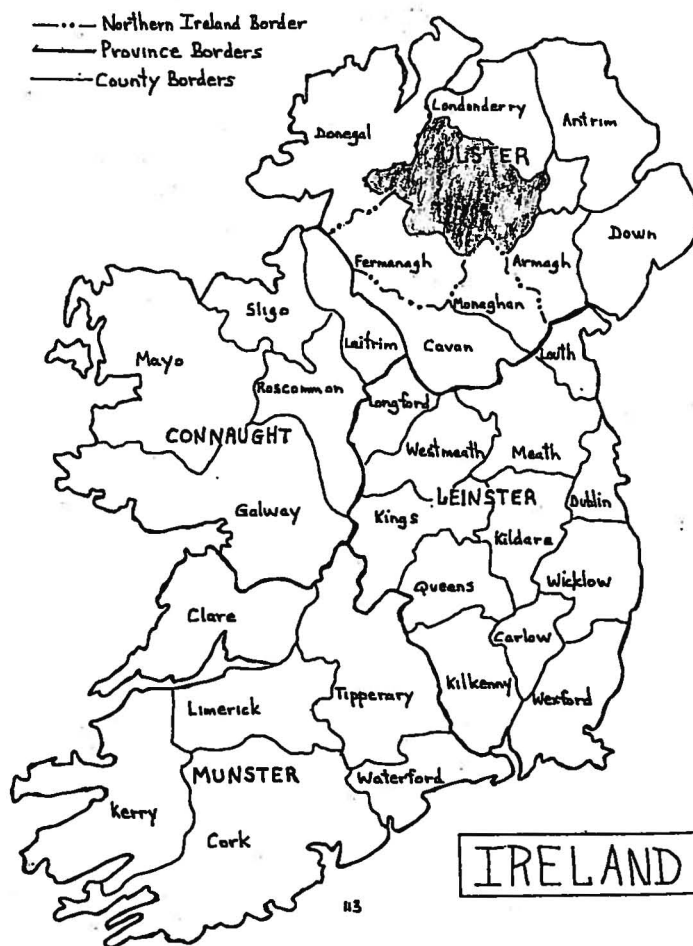 Northern Ireland Border
Province Borders
County Borders
Londonderry
Antrim
Donegal
ULSTER
Down
Fermanagh
Armagh
Monaghan
Sligo
Mayo
Leitrim
Cavan
Louth
Roscommon
Longford
CONNAUGHT
Westmeath
Meath
LEINSTER
Galway
Kings
Dublin
Kildare
Queens
Wicklow
Clare
Carlow
Limerick
Tipperary
Kilkenny
Wexford
MUNSTER
Waterford
Kerry
Cork
IRELAND
113